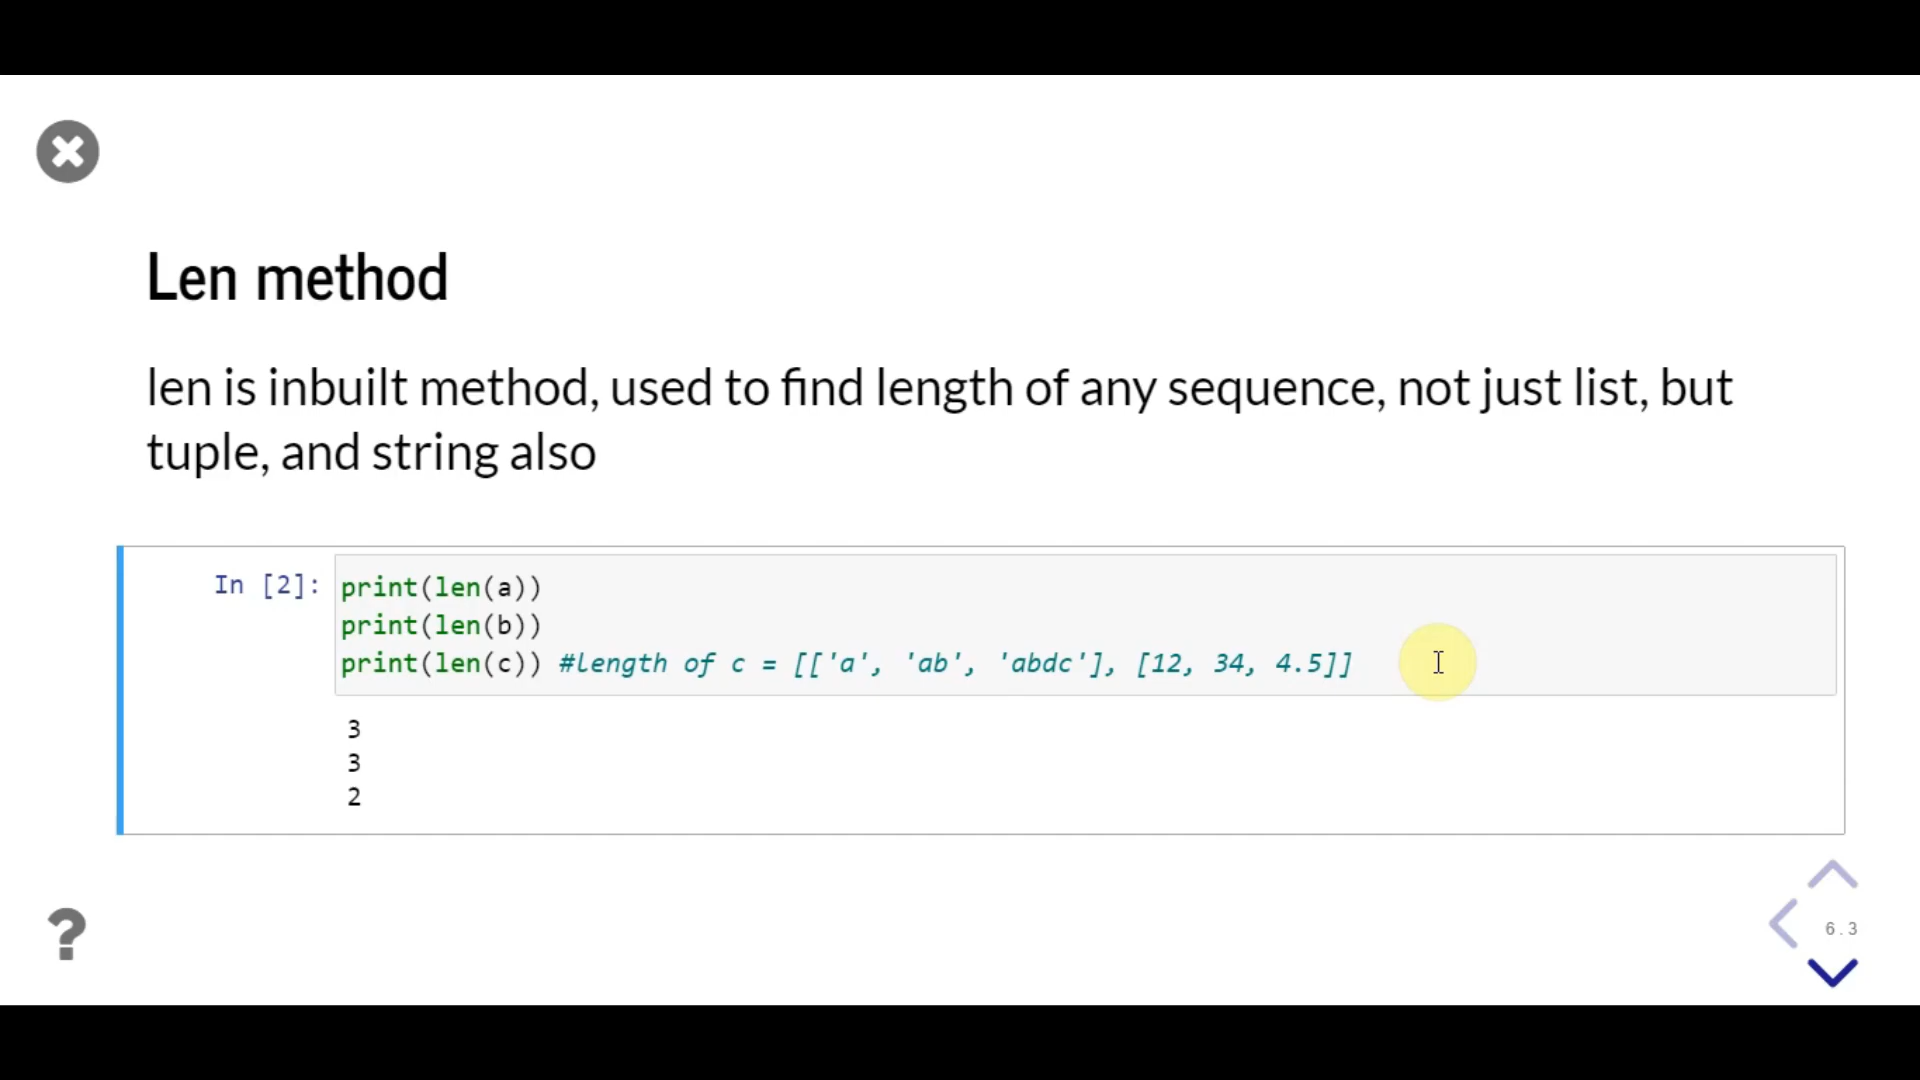 Len method
len is inbuilt method, used to find length of any sequence, not just list, but
tuple, and string also
In [2]: print(len(a))
print(len(b))
print(len(c)) #length of c = [['a', 'ab', 'abdc'], [12, 34, 4.5]]
3
3
2
6.3